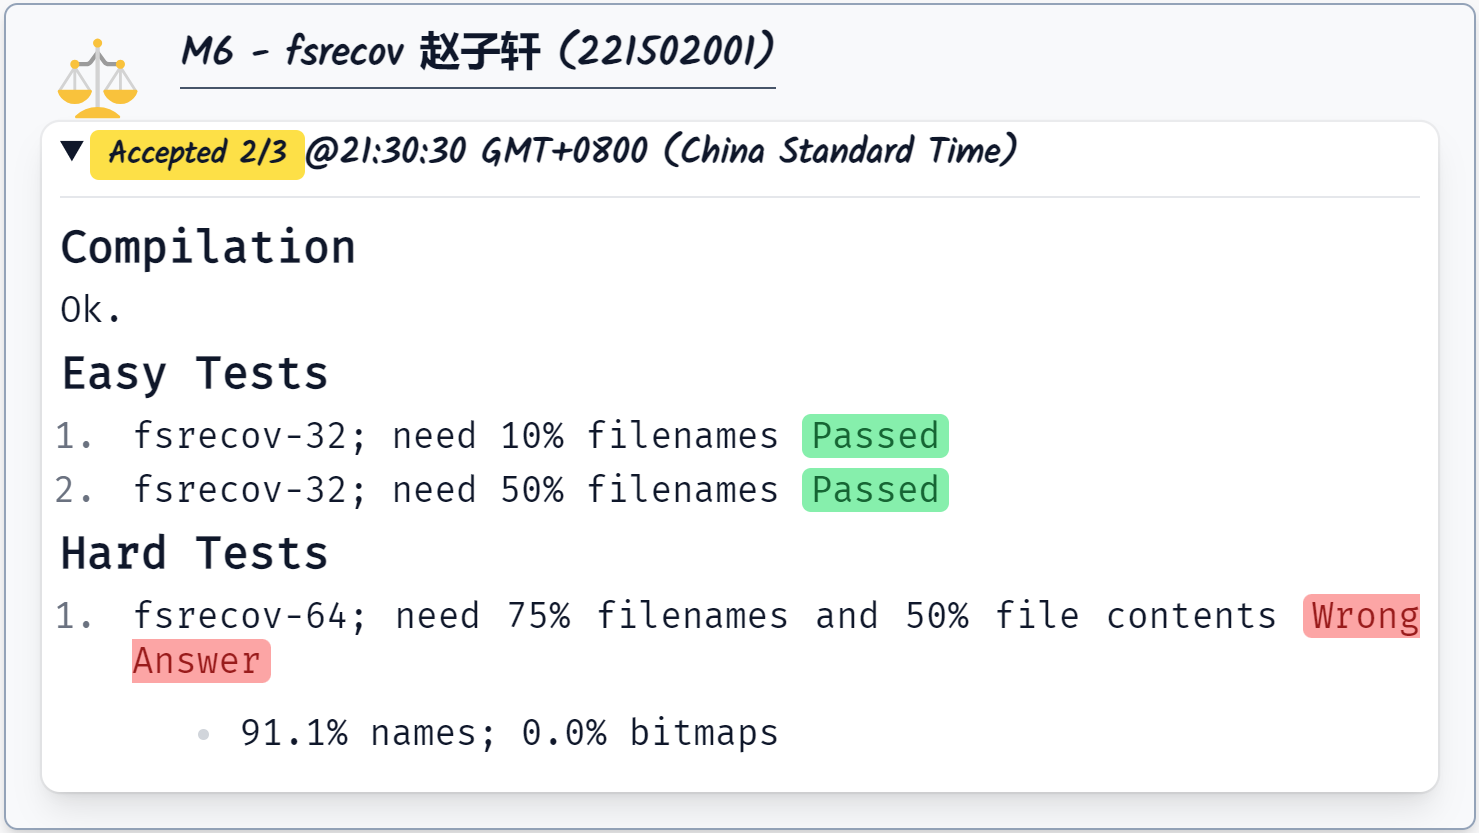 M6 - fsrecov 赵子轩 (221502001)
▼ Accepted 2/3 @21:30:30 GMT+0800 (China Standard Time)
Compilation
Ok.
Easy Tests
1. fsrecov-32; need 10% filenames Passed
2. fsrecov-32; need 50% filenames Passed
Hard Tests
1. fsrecov-64; need 75% filenames and 50% file contents Wrong
Answer
• 91.1% names; 0.0% bitmaps